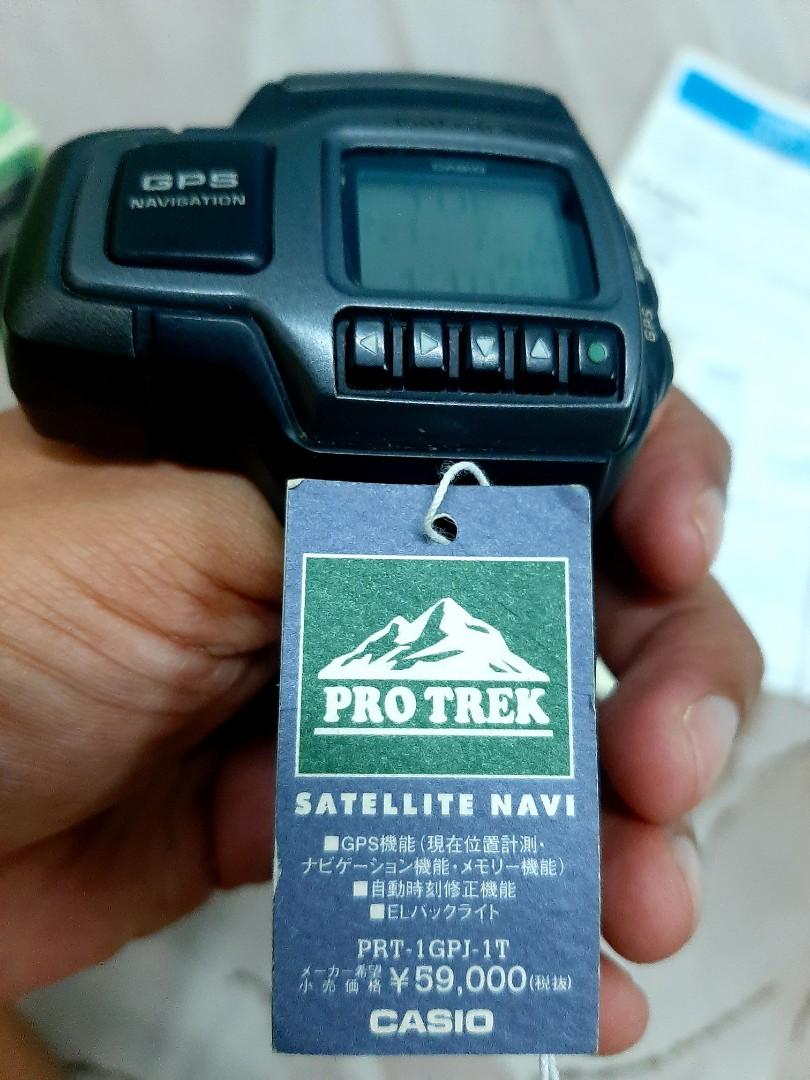 GPS
NAVIGATION
CASIO
GPS
PRO TREK
SATELLITE NAVI
■GPS機能(現在位置計測・
ナビゲーション機能・メモリー機能)
■自動時刻修正機能
■ELバックライト
PRT-1GPJ-1T
メーカー希望
小売価格 ¥59,000(税抜)
CASIO